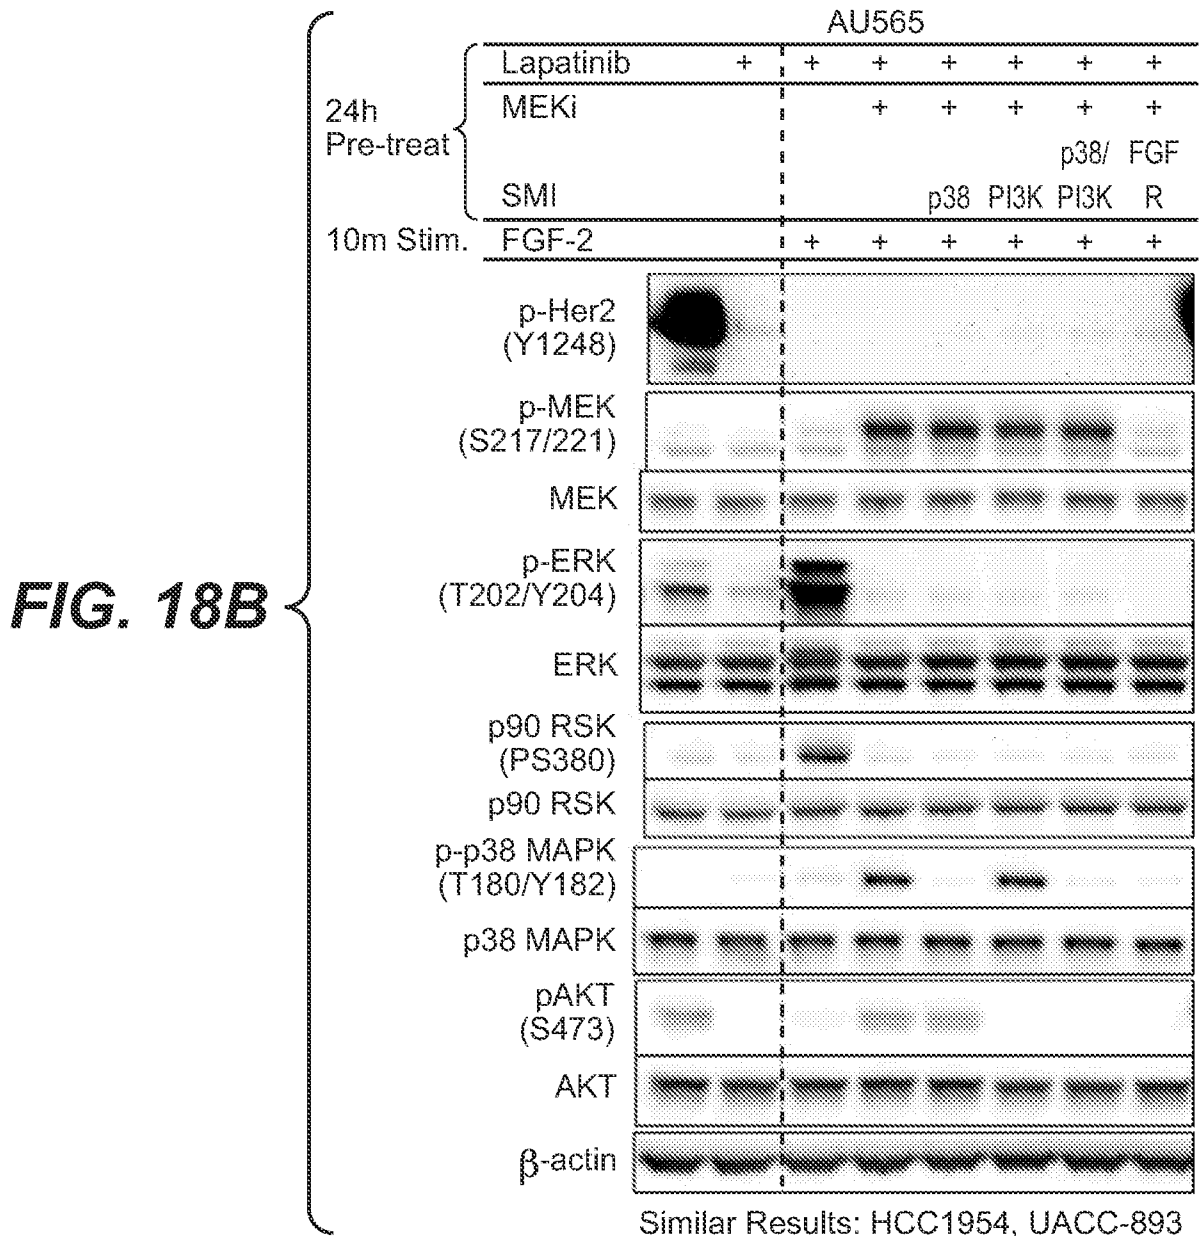 AU565
Lapatinib + + + + + + +
24h
Pre-treat
MEKi + + + + +
p38/ FGF
SMI p38 PI3K PI3K R
10m Stim. FGF-2 + + + + + +
p-Her2
(Y1248)
p-MEK
(S217/221)
MEK
p-ERK
(T202/Y204)
FIG. 18B
ERK
p90 RSK
(PS380)
p90 RSK
p-p38 MAPK
(T180/Y182)
p38 MAPK
pAKT
(S473)
AKT
β-actin
Similar Results: HCC1954, UACC-893